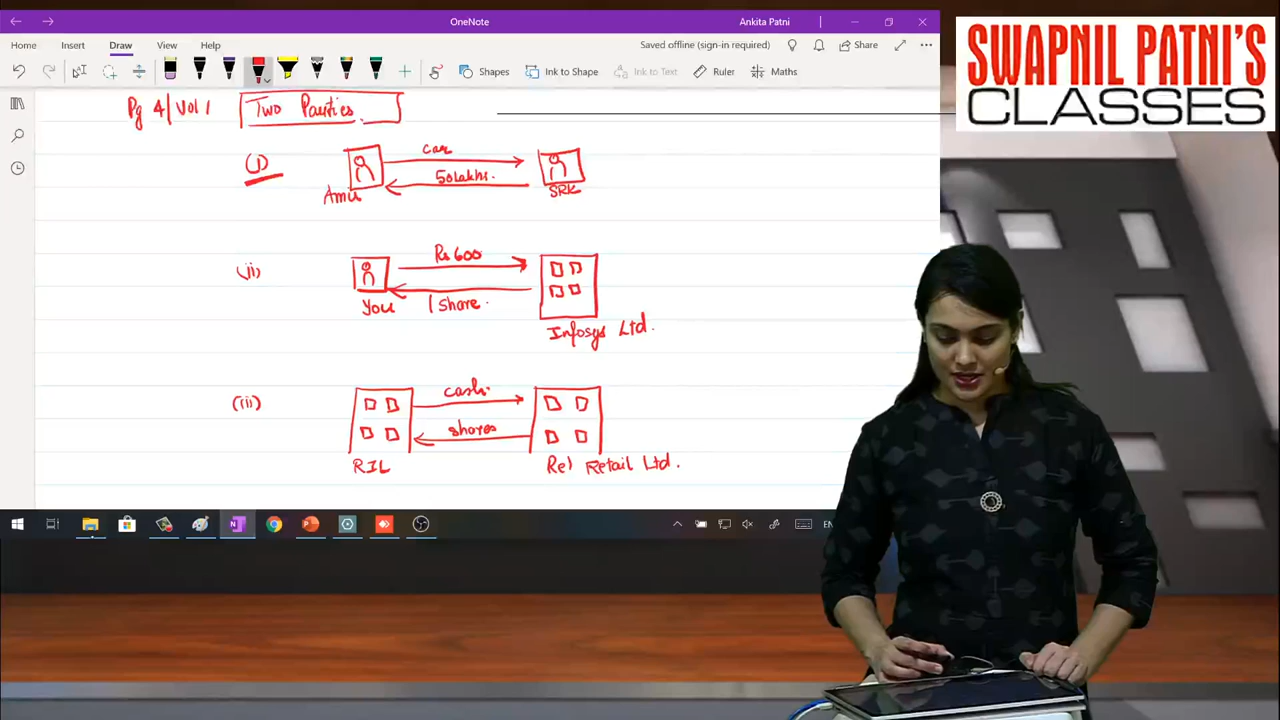 OneNote
Ankita Patni
Home Insert Draw View Help
Saved offline (sign-in required)
Share
Shapes
Ink to Shape
Ink to Text
Ruler
Maths
SWAPNIL PATNI'S
CLASSES
Pg 4/Vol 1
Two Parties
(i)
car
50 lakhs.
SRK
(ii)
Rs 600
1 share.
You
Infosys Ltd.
(iii)
cash
shares
RIL
Rel Retail Ltd.